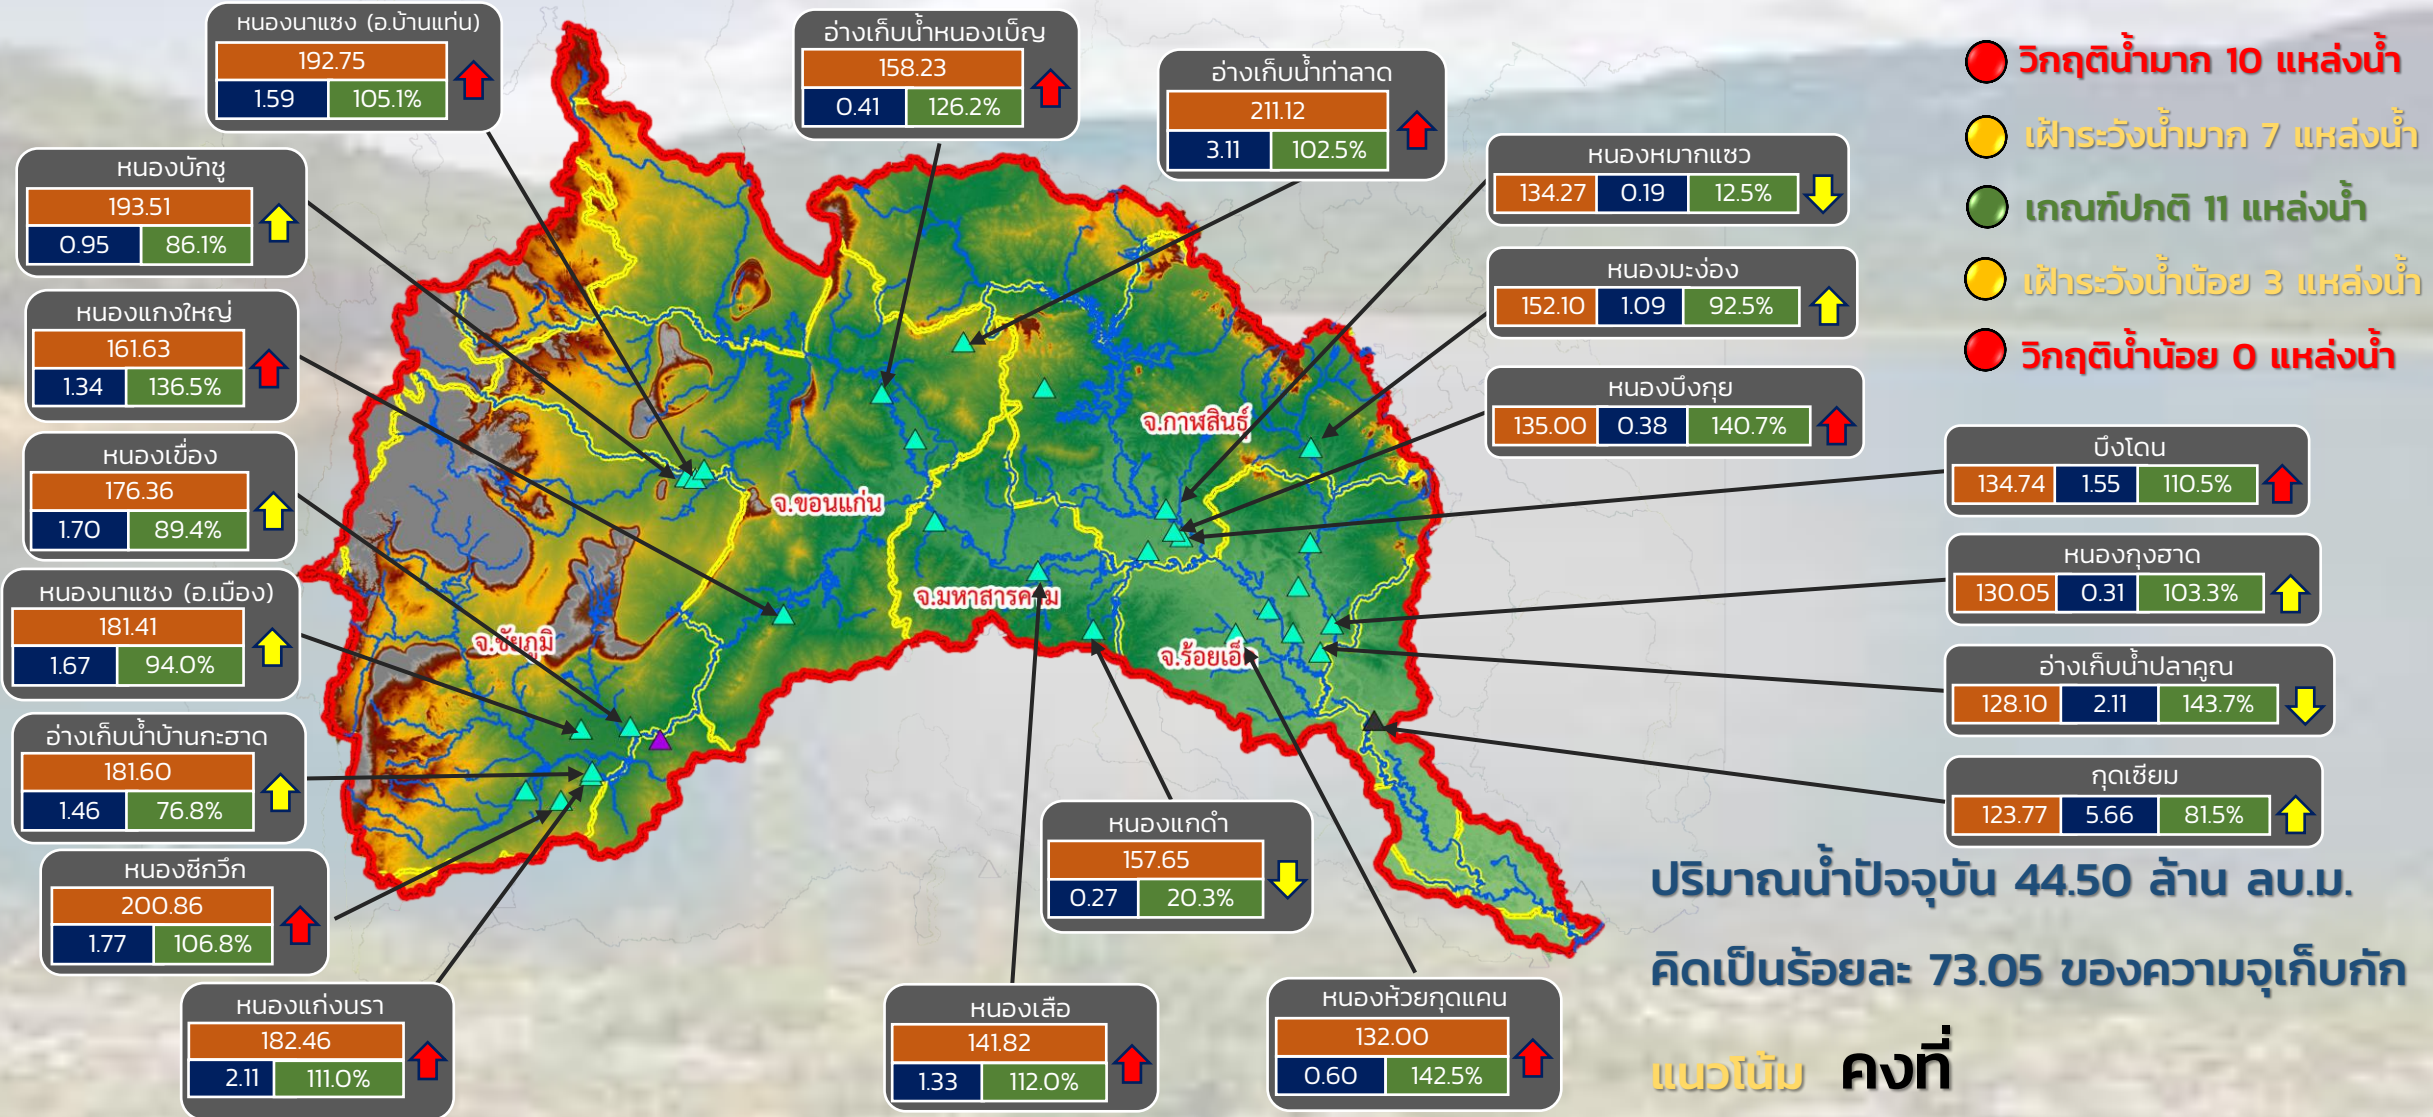 หนองนาแซง (อ.บ้านแท่น)
192.75
1.59 105.1%
อ่างเก็บน้ำหนองเบ็ญ
158.23
0.41 126.2%
อ่างเก็บน้ำท่าลาด
211.12
3.11 102.5%
วิกฤติน้ำมาก 10 แหล่งน้ำ
เฝ้าระวังน้ำมาก 7 แหล่งน้ำ
เกณฑ์ปกติ 11 แหล่งน้ำ
เฝ้าระวังน้ำน้อย 3 แหล่งน้ำ
วิกฤติน้ำน้อย 0 แหล่งน้ำ
หนองบักชู
193.51
0.95 86.1%
หนองแกงใหญ่
161.63
1.34 136.5%
หนองเขื่อง
176.36
1.70 89.4%
หนองนาแซง (อ.เมือง)
181.41
1.67 94.0%
อ่างเก็บน้ำบ้านกะฮาด
181.60
1.46 76.8%
หนองซีกวึก
200.86
1.77 106.8%
หนองแก่งนรา
182.46
2.11 111.0%
จ.กาฬสินธุ์
จ.ขอนแก่น
จ.มหาสารคาม
จ.ชัยภูมิ
จ.ร้อยเอ็ด
หนองหมากแซว
134.27 0.19 12.5%
หนองมะง่อง
152.10 1.09 92.5%
หนองบึงกุย
135.00 0.38 140.7%
บึงโดน
134.74 1.55 110.5%
หนองกุงฮาด
130.05 0.31 103.3%
อ่างเก็บน้ำปลาคูณ
128.10 2.11 143.7%
กุดเชียม
123.77 5.66 81.5%
หนองแกดำ
157.65
0.27 20.3%
หนองเสือ
141.82
1.33 112.0%
หนองห้วยกุดแคน
132.00
0.60 142.5%
ปริมาณน้ำปัจจุบัน 44.50 ล้าน ลบ.ม.
คิดเป็นร้อยละ 73.05 ของความจุเก็บกัก
แนวโน้ม คงที่